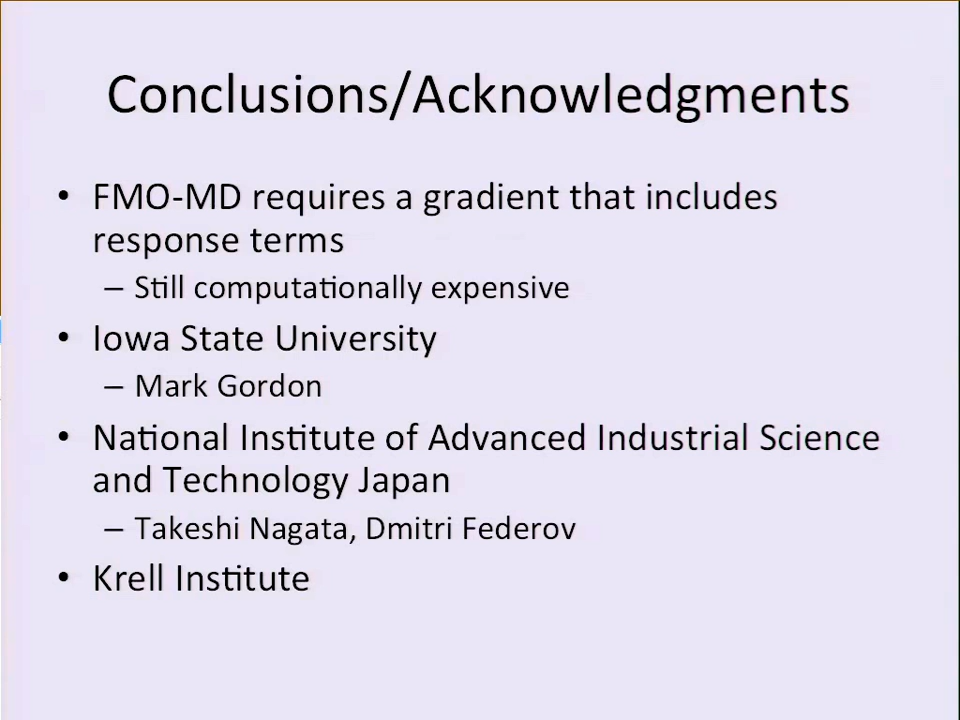 Conclusions/Acknowledgments
• FMO-MD requires a gradient that includes
response terms
– Still computationally expensive
• Iowa State University
– Mark Gordon
• National Institute of Advanced Industrial Science
and Technology Japan
– Takeshi Nagata, Dmitri Federov
• Krell Institute